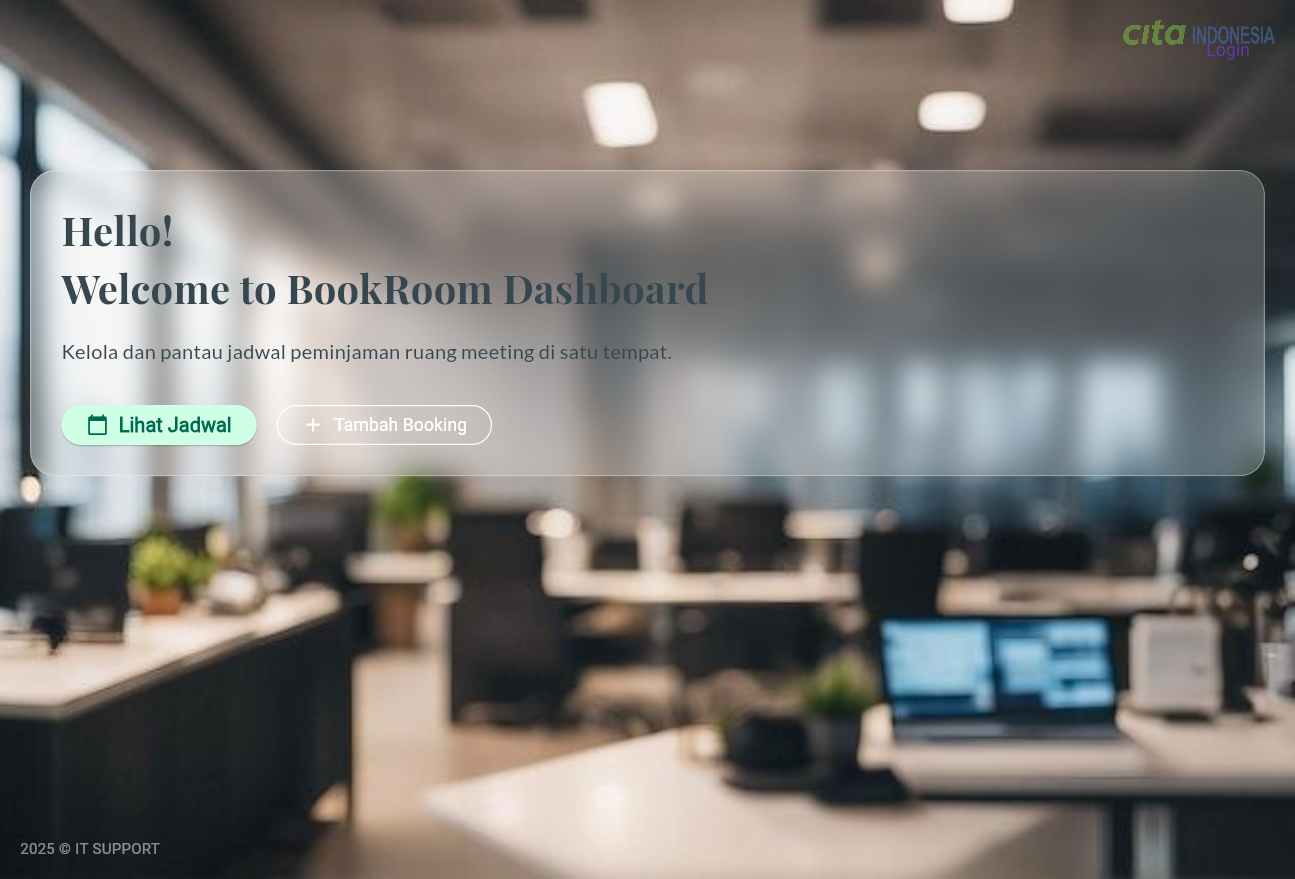 cita INDONESIA
Login
Hello!
Welcome to BookRoom Dashboard
Kelola dan pantau jadwal peminjaman ruang meeting di satu tempat.
Lihat Jadwal
Tambah Booking
2025 © IT SUPPORT